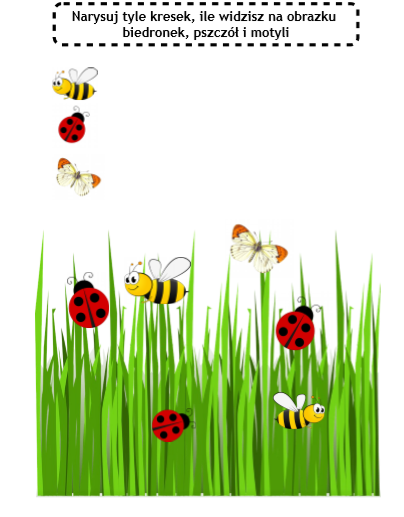 Narysuj tyle kresek, ile widzisz na obrazku
biedronek, pszczół i motyli